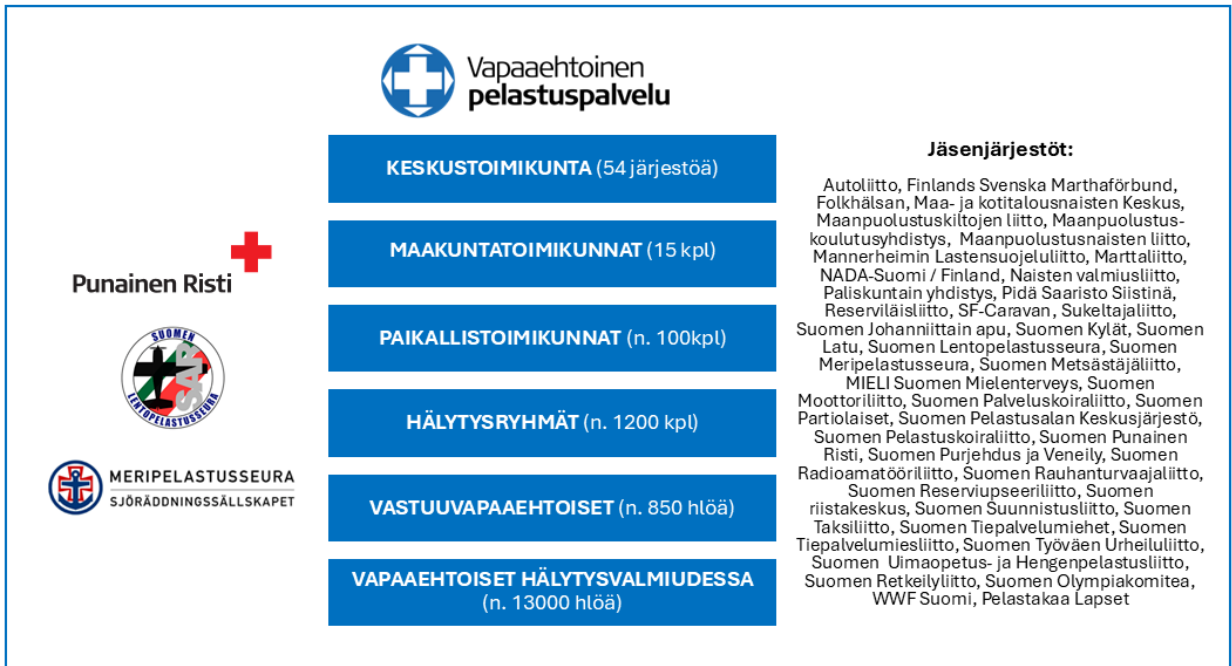 Vapaaehtoinen
pelastuspalvelu
KESKUSTOIMIKUNTA (54 järjestöä)
MAAKUNTATOIMIKUNNAT (15 kpl)
PAIKALLISTOIMIKUNNAT (n. 100kpl)
HÄLYTYSRYHMÄT (n. 1200 kpl)
VASTUUVAPAAEHTOISET (n. 850 hlöä)
VAPAAEHTOISET HÄLYTYSVALMIUDESSA
(n. 13000 hlöä)
Punainen Risti
SUOMEN
SAR
LENTOPELASTUSSEURA
MERIPELASTUSSEURA
SJÖRÄDDNINGSSÄLLSKAPET
Jäsenjärjestöt:
Autoliitto, Finlands Svenska Marthaförbund,
Folkhälsan, Maa- ja kotitalousnaisten Keskus,
Maanpuolustuskiltojen liitto, Maanpuolustus-
koulutusyhdistys, Maanpuolustusnaisten liitto,
Mannerheimin Lastensuojeluliitto, Marttaliitto,
NADA-Suomi / Finland, Naisten valmiusliitto,
Paliskuntain yhdistys, Pidä Saaristo Siistinä,
Reserviläisliitto, SF-Caravan, Sukeltajaliitto,
Suomen Johanniittain apu, Suomen Kylät, Suomen
Latu, Suomen Lentopelastusseura, Suomen
Meripelastusseura, Suomen Metsästäjäliitto,
MIELI Suomen Mielenterveys, Suomen
Moottoriliitto, Suomen Palveluskoiraliitto, Suomen
Partiolaiset, Suomen Pelastusalan Keskusjärjestö,
Suomen Pelastuskoiraliitto, Suomen Punainen
Risti, Suomen Purjehdus ja Veneily, Suomen
Radioamatööriliitto, Suomen Rauhanturvaajaliitto,
Suomen Reserviupseeriliitto, Suomen
riistakeskus, Suomen Suunnistusliitto, Suomen
Taksiliitto, Suomen Tiepalvelumiehet, Suomen
Tiepalvelumiesliitto, Suomen Työväen Urheiluliitto,
Suomen Uimaopetus- ja Hengenpelastusliitto,
Suomen Retkeilyliitto, Suomen Olympiakomitea,
WWF Suomi, Pelastakaa Lapset